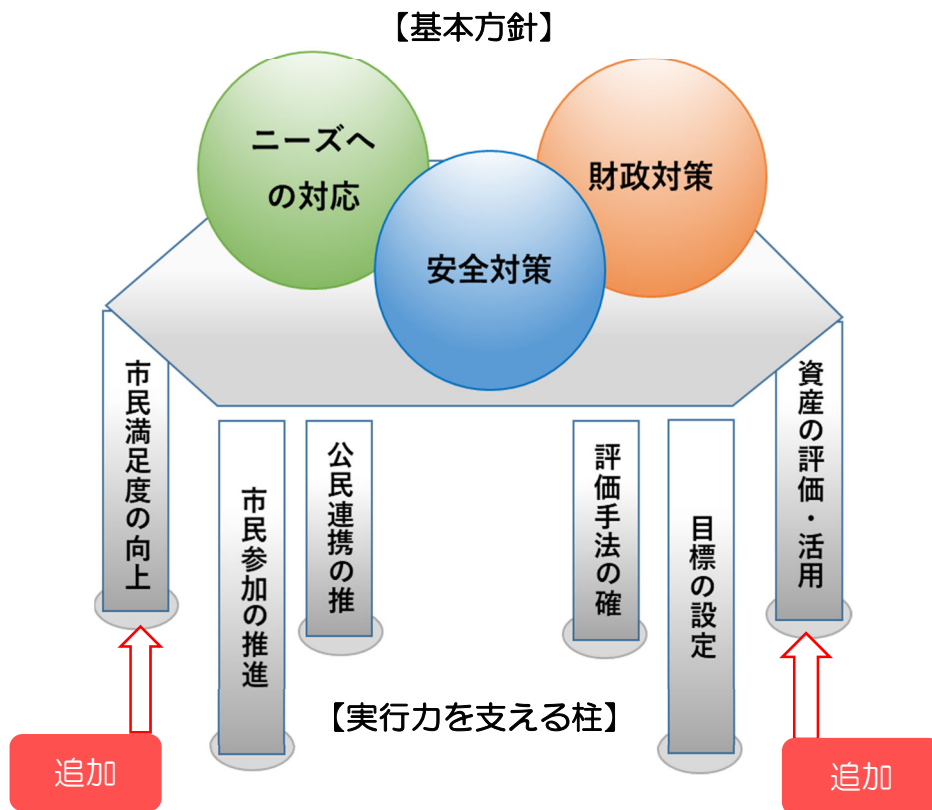 【基本方針】
ニーズへ
の対応
財政対策
安全対策
市民満足度の向上
市民参加の推進
公民連携の推
評価手法の確
目標の設定
資産の評価・活用
【実行力を支える柱】
追加
追加